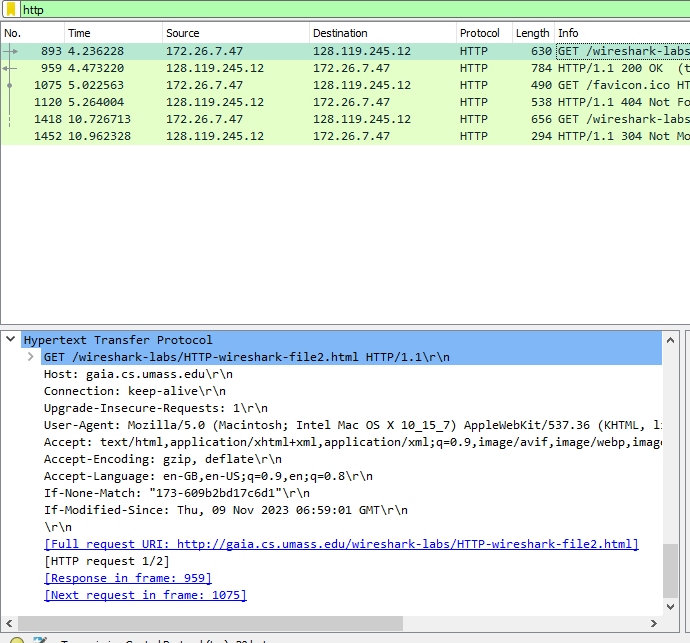 http
No. Time Source Destination Protocol Length Info
893 4.236228 172.26.7.47 128.119.245.12 HTTP 630 GET /wireshark-labs
959 4.473220 128.119.245.12 172.26.7.47 HTTP 784 HTTP/1.1 200 OK (t
1075 5.022563 172.26.7.47 128.119.245.12 HTTP 490 GET /favicon.ico HT
1120 5.264004 128.119.245.12 172.26.7.47 HTTP 538 HTTP/1.1 404 Not Fo
1418 10.726713 172.26.7.47 128.119.245.12 HTTP 656 GET /wireshark-labs
1452 10.962328 128.119.245.12 172.26.7.47 HTTP 294 HTTP/1.1 304 Not Mo
Hypertext Transfer Protocol
GET /wireshark-labs/HTTP-wireshark-file2.html HTTP/1.1\r\n
Host: gaia.cs.umass.edu\r\n
Connection: keep-alive\r\n
Upgrade-Insecure-Requests: 1\r\n
User-Agent: Mozilla/5.0 (Macintosh; Intel Mac OS X 10_15_7) AppleWebKit/537.36 (KHTML, li
Accept: text/html,application/xhtml+xml,application/xml;q=0.9,image/avif,image/webp,image
Accept-Encoding: gzip, deflate\r\n
Accept-Language: en-GB,en-US;q=0.9,en;q=0.8\r\n
If-None-Match: "173-609b2bd17c6d1"\r\n
If-Modified-Since: Thu, 09 Nov 2023 06:59:01 GMT\r\n
\r\n
[Full request URI: http://gaia.cs.umass.edu/wireshark-labs/HTTP-wireshark-file2.html]
[HTTP request 1/2]
[Response in frame: 959]
[Next request in frame: 1075]